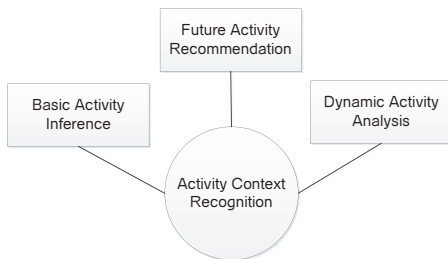 Future Activity
Recommendation
Basic Activity
Inference
Dynamic Activity
Analysis
Activity Context
Recognition